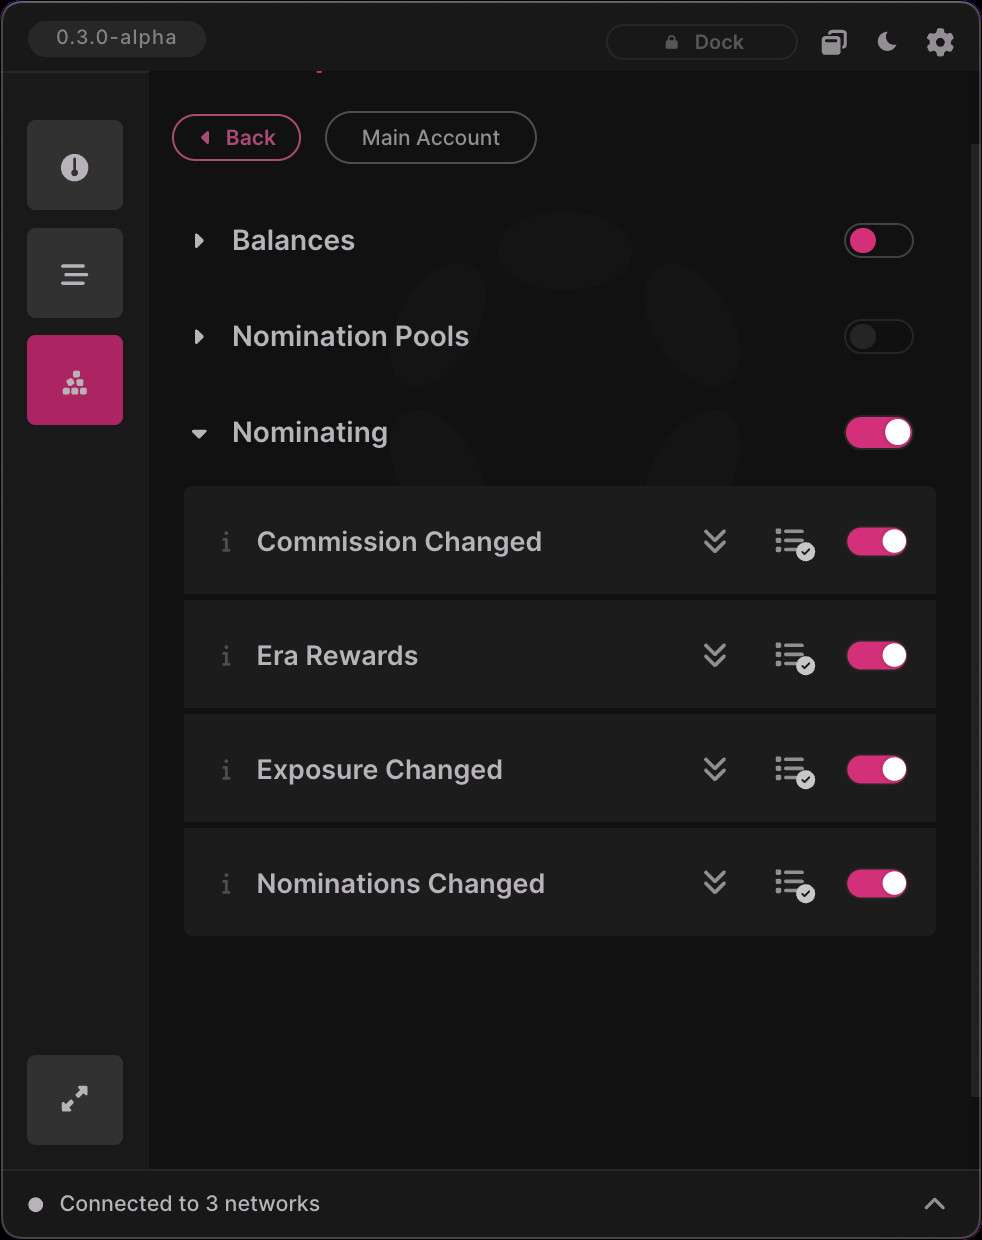 0.3.0-alpha
Dock
Back
Main Account
Balances
Nomination Pools
Nominating
Commission Changed
Era Rewards
Exposure Changed
Nominations Changed
Connected to 3 networks